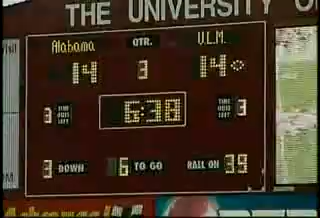 THE UNIVERSITY O
Alabama QTR. U.L.M.
14 3 14
3 TIME OUTS LEFT 6:38 TIME OUTS LEFT 3
3 DOWN 6 TO GO BALL ON 39